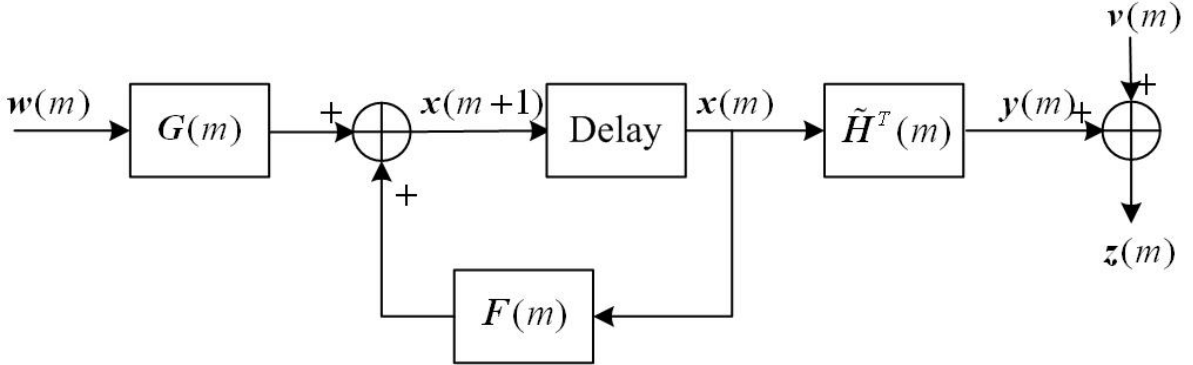 v(m)
w(m)
G(m)
+
x(m+1)
Delay
x(m)
H̃ᵀ(m)
y(m)
+
+
+
z(m)
F(m)